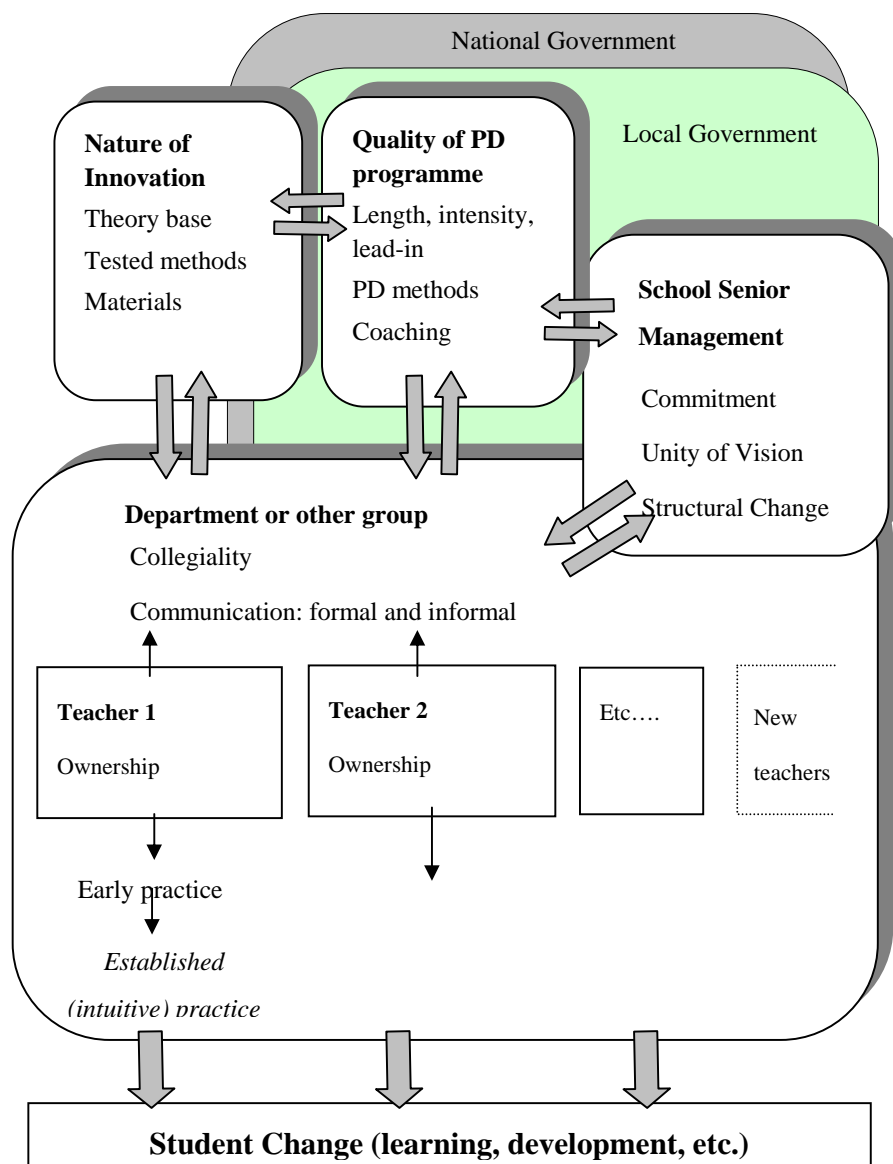 National Government
Local Government
Nature of
Innovation
Theory base
Tested methods
Materials
Quality of PD
programme
Length, intensity,
lead-in
PD methods
Coaching
School Senior
Management
Commitment
Unity of Vision
Structural Change
Department or other group
Collegiality
Communication: formal and informal
Teacher 1
Ownership
Teacher 2
Ownership
Etc….
New
teachers
Early practice
Established
(intuitive) practice
Student Change (learning, development, etc.)